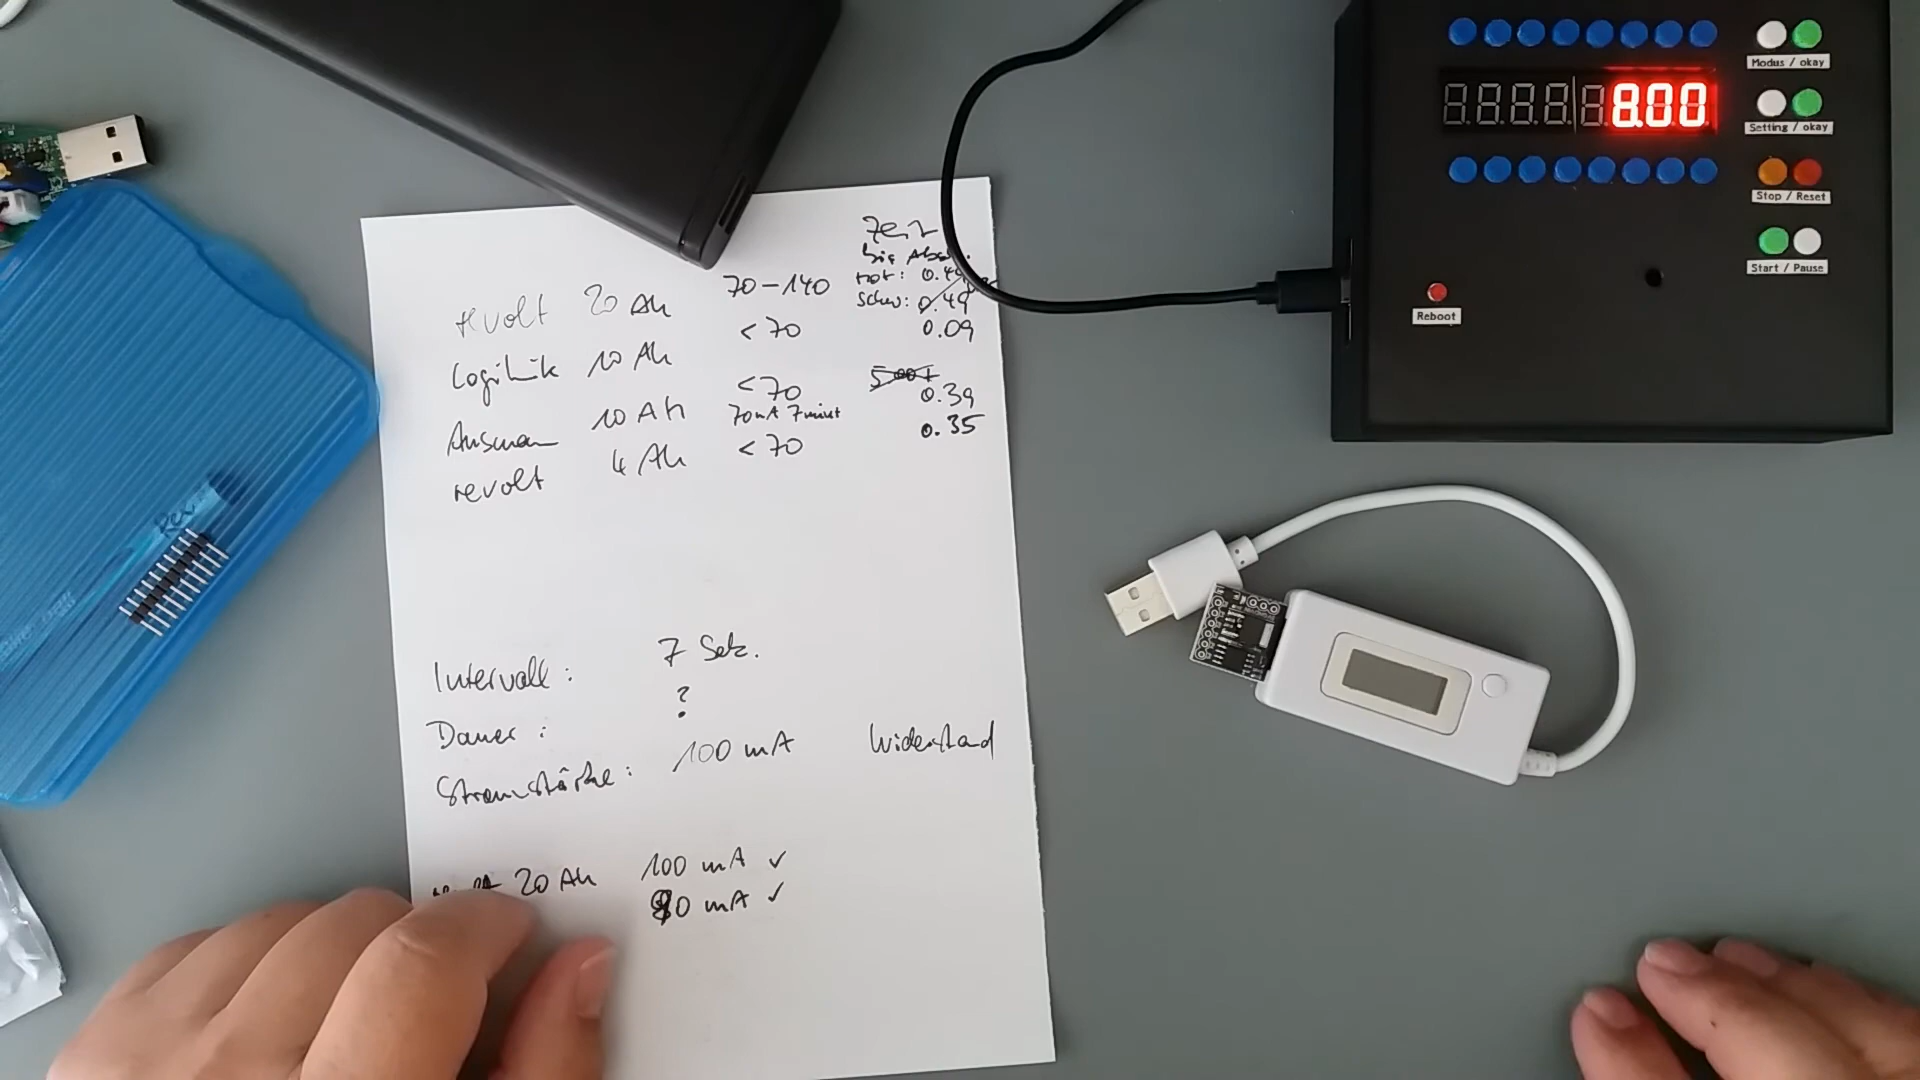 Zeit
bis Absch.
rot: 0.49
revolt 20 Ah 70-140 schw: 0.49
Logilink 10 Ah < 70 0.09
Ansman 10 Ah < 70 0.39
70mA 7 minut
revolt 4 Ah < 70 0.35
Intervall: 7 Sek.
Dauer: ?
Stromstärke: 100 mA Widerstand
20 Ah 100 mA ✓
90 mA ✓
8.00
Modus / okay
Setting / okay
Stop / Reset
Start / Pause
Reboot